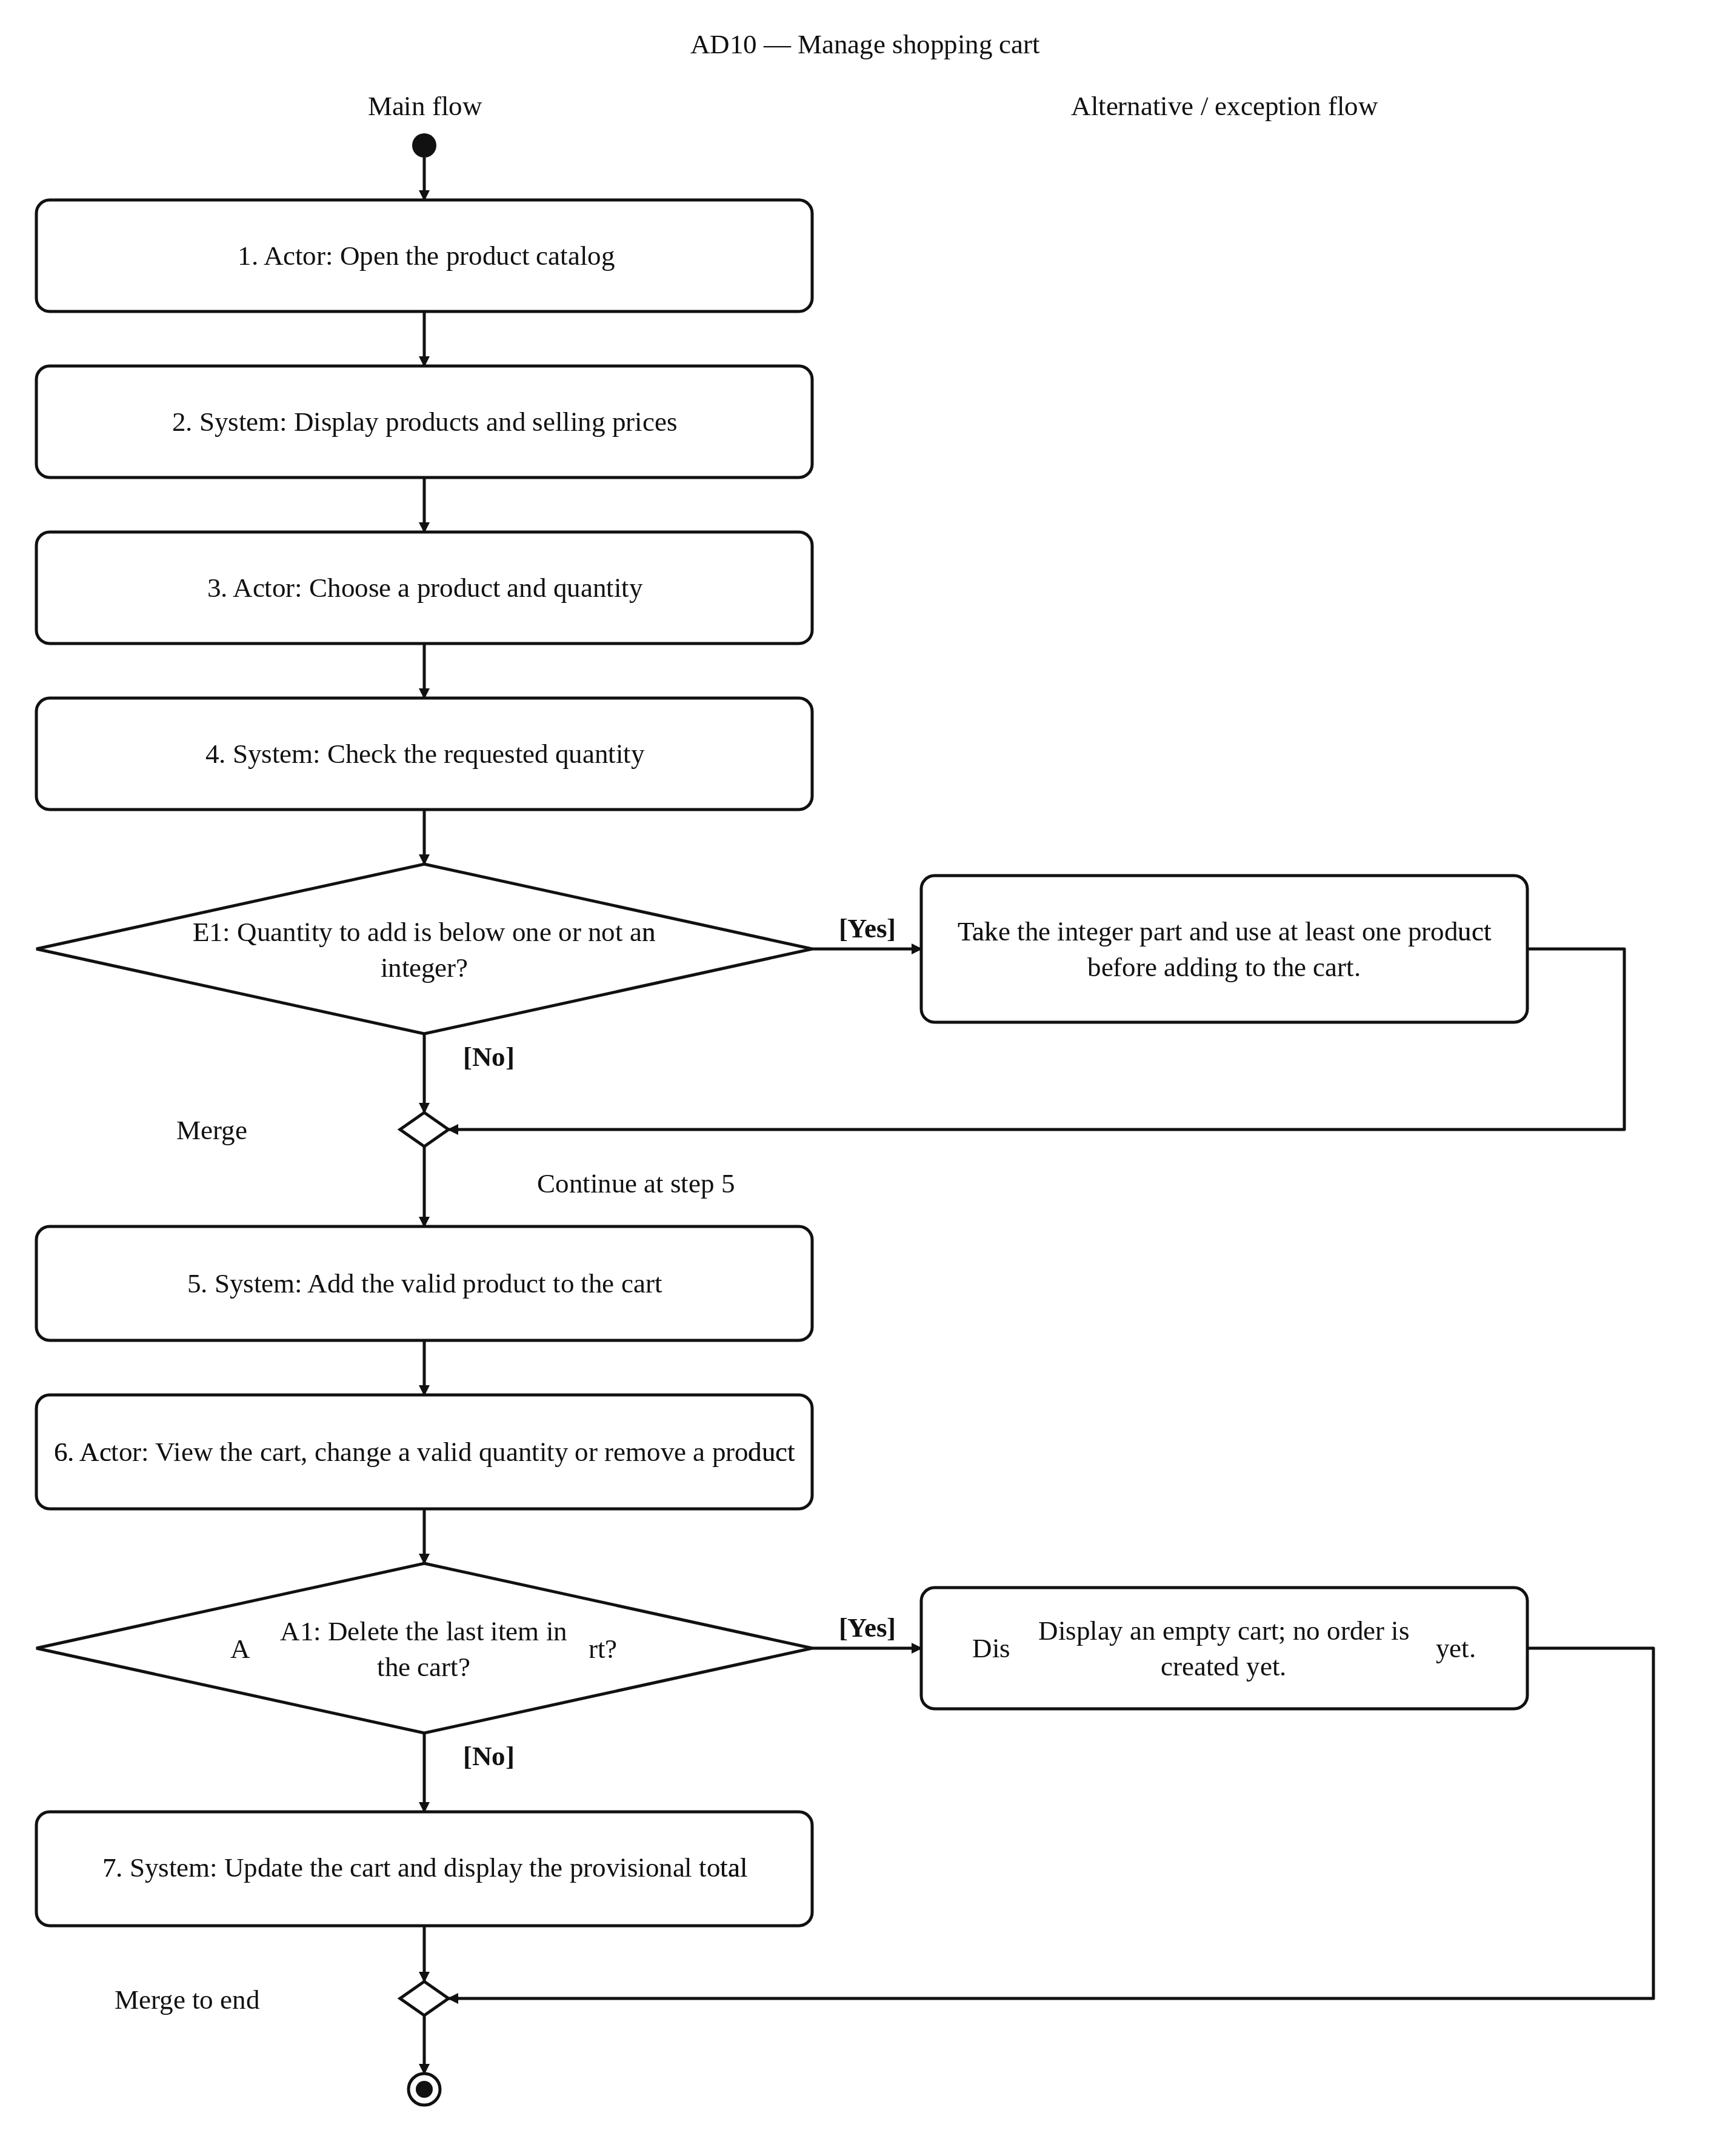 AD10 — Manage shopping cart
Main flow
Alternative / exception flow
1. Actor: Open the product catalog
2. System: Display products and selling prices
3. Actor: Choose a product and quantity
4. System: Check the requested quantity
E1: Quantity to add is below one or not an
integer?
[Yes]
Take the integer part and use at least one product
before adding to the cart.
[No]
Merge
Continue at step 5
5. System: Add the valid product to the cart
6. Actor: View the cart, change a valid quantity or remove a product
A
A1: Delete the last item in
the cart?
rt?
[Yes]
Dis
Display an empty cart; no order is
created yet.
yet.
[No]
7. System: Update the cart and display the provisional total
Merge to end